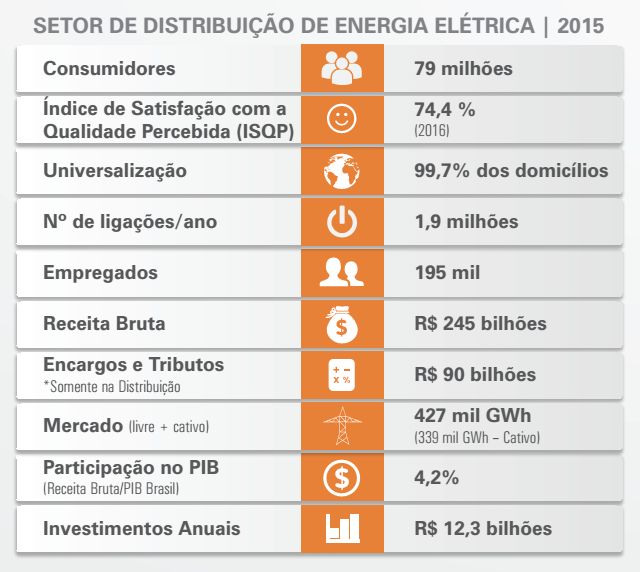 SETOR DE DISTRIBUIÇÃO DE ENERGIA ELÉTRICA | 2015
Consumidores
79 milhões
Índice de Satisfação com a
Qualidade Percebida (ISQP)
74,4 %
(2016)
Universalização
99,7% dos domicílios
Nº de ligações/ano
1,9 milhões
Empregados
195 mil
Receita Bruta
$
R$ 245 bilhões
Encargos e Tributos
*Somente na Distribuição
+ −
x %
R$ 90 bilhões
Mercado (livre + cativo)
427 mil GWh
(339 mil GWh – Cativo)
Participação no PIB
(Receita Bruta/PIB Brasil)
$
4,2%
Investimentos Anuais
R$ 12,3 bilhões